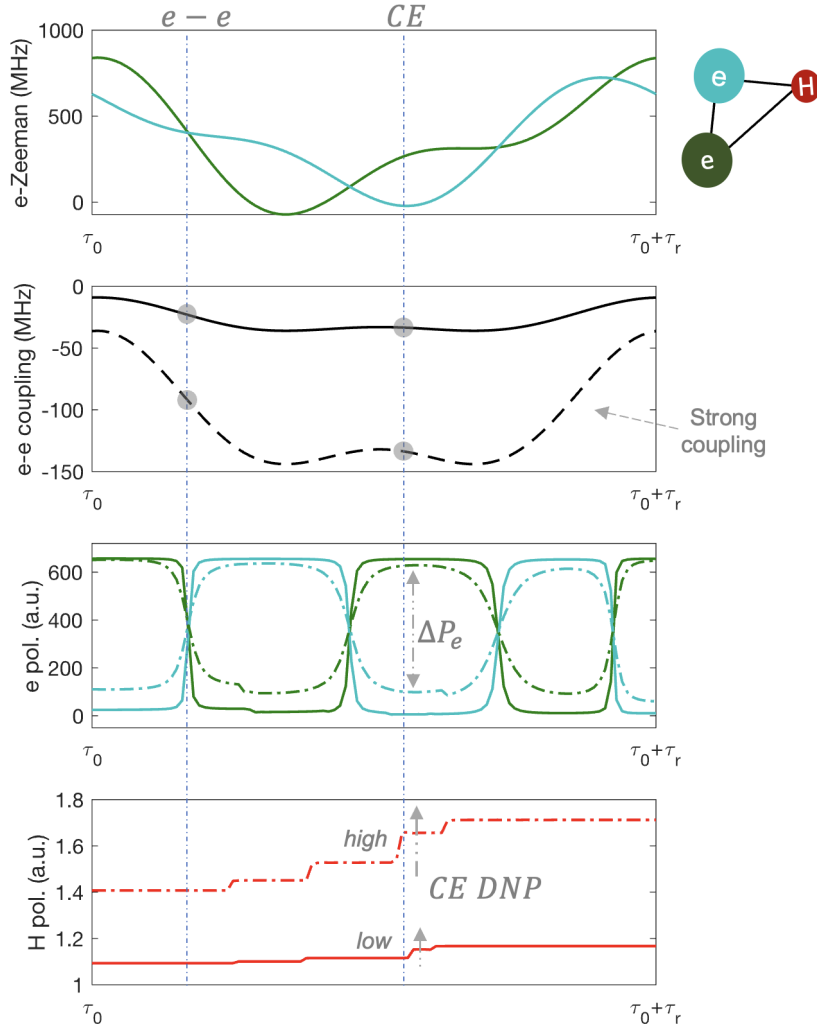 e − e
CE
1000
500
0
e-Zeeman (MHz)
τ0
τ0+τr
e
e
H
0
-50
-100
-150
e-e coupling (MHz)
Strong
coupling
τ0
τ0+τr
600
400
200
0
e pol. (a.u.)
ΔPe
τ0
τ0+τr
1.8
1.6
1.4
1.2
1
H pol. (a.u.)
high
CE DNP
low
τ0
τ0+τr